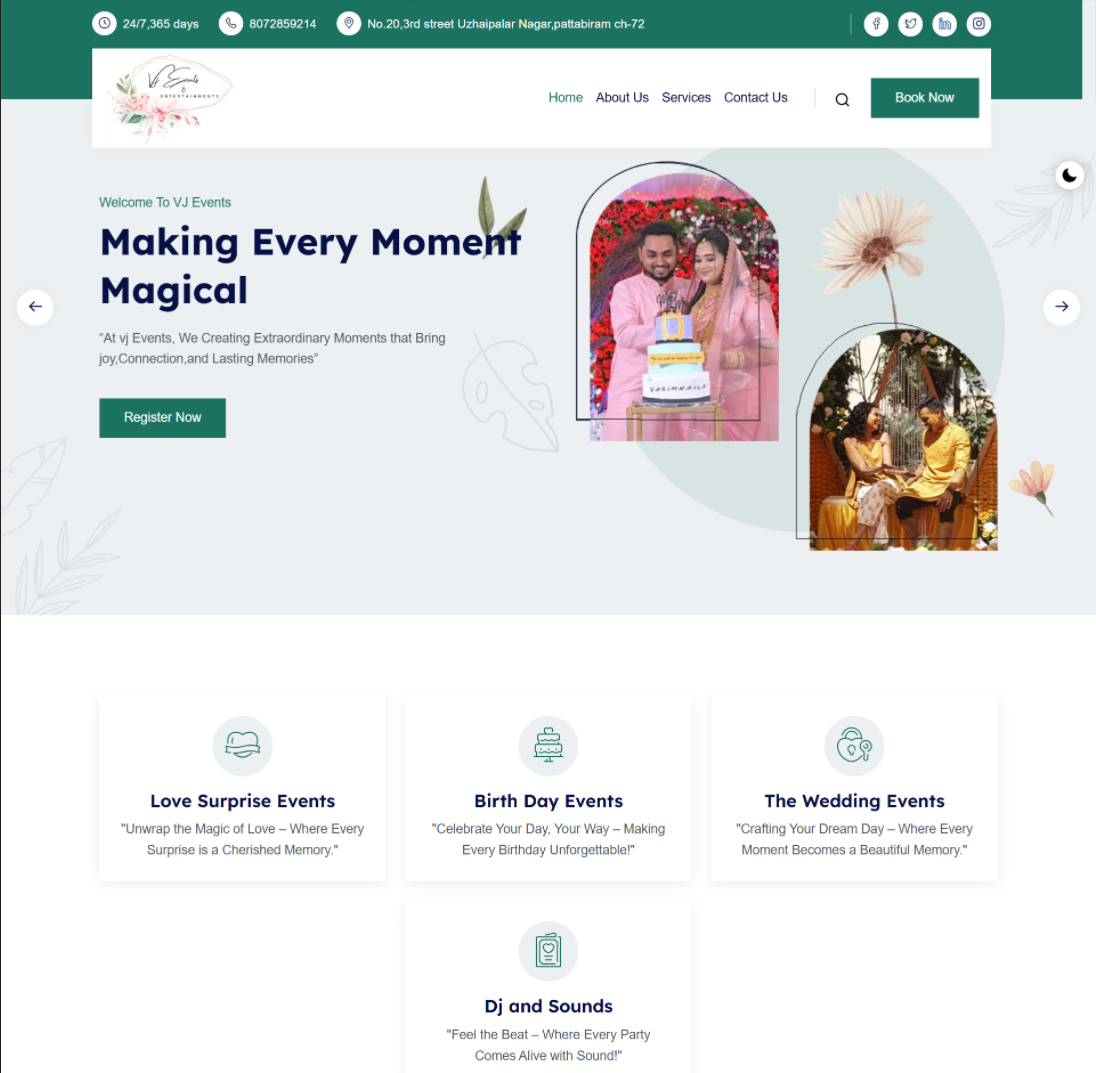 24/7,365 days
8072859214
No.20,3rd street Uzhaipalar Nagar,pattabiram ch-72
Vj Events
&
ENTERTAINMENTS
Home
About Us
Services
Contact Us
Book Now
Welcome To VJ Events
Making Every Moment
Magical
“At vj Events, We Creating Extraordinary Moments that Bring
joy,Connection,and Lasting Memories”
Register Now
VAZIMNAILA
Love Surprise Events
"Unwrap the Magic of Love – Where Every
Surprise is a Cherished Memory."
Birth Day Events
"Celebrate Your Day, Your Way – Making
Every Birthday Unforgettable!"
The Wedding Events
"Crafting Your Dream Day – Where Every
Moment Becomes a Beautiful Memory."
Dj and Sounds
"Feel the Beat – Where Every Party
Comes Alive with Sound!"